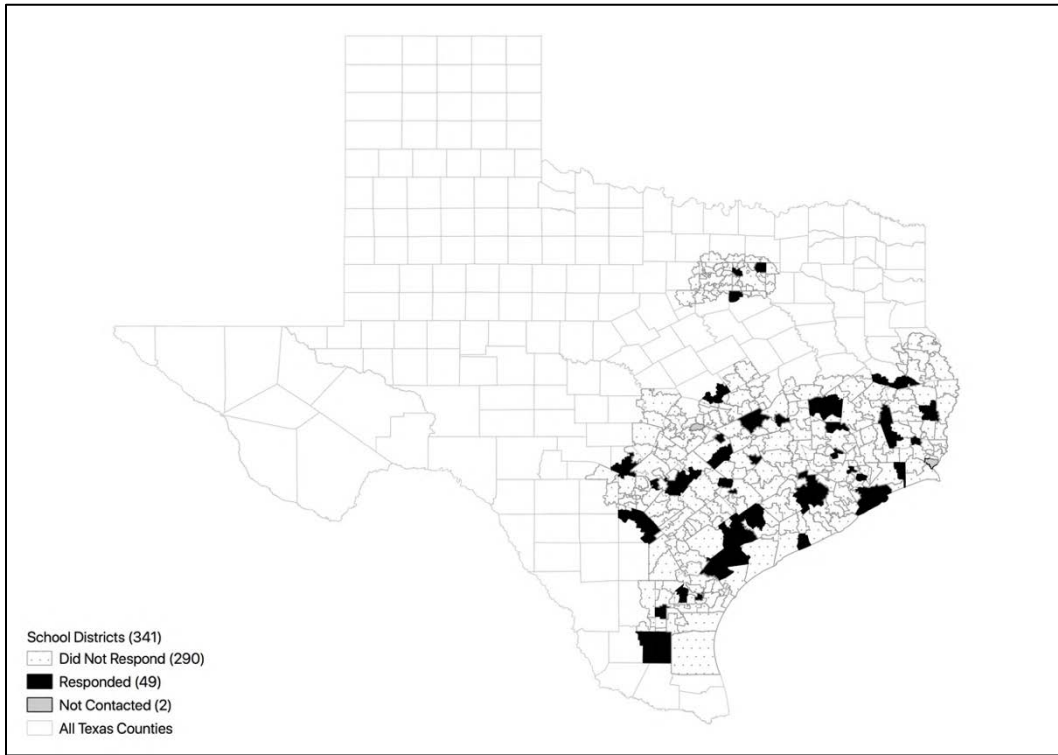 School Districts (341)
Did Not Respond (290)
Responded (49)
Not Contacted (2)
All Texas Counties